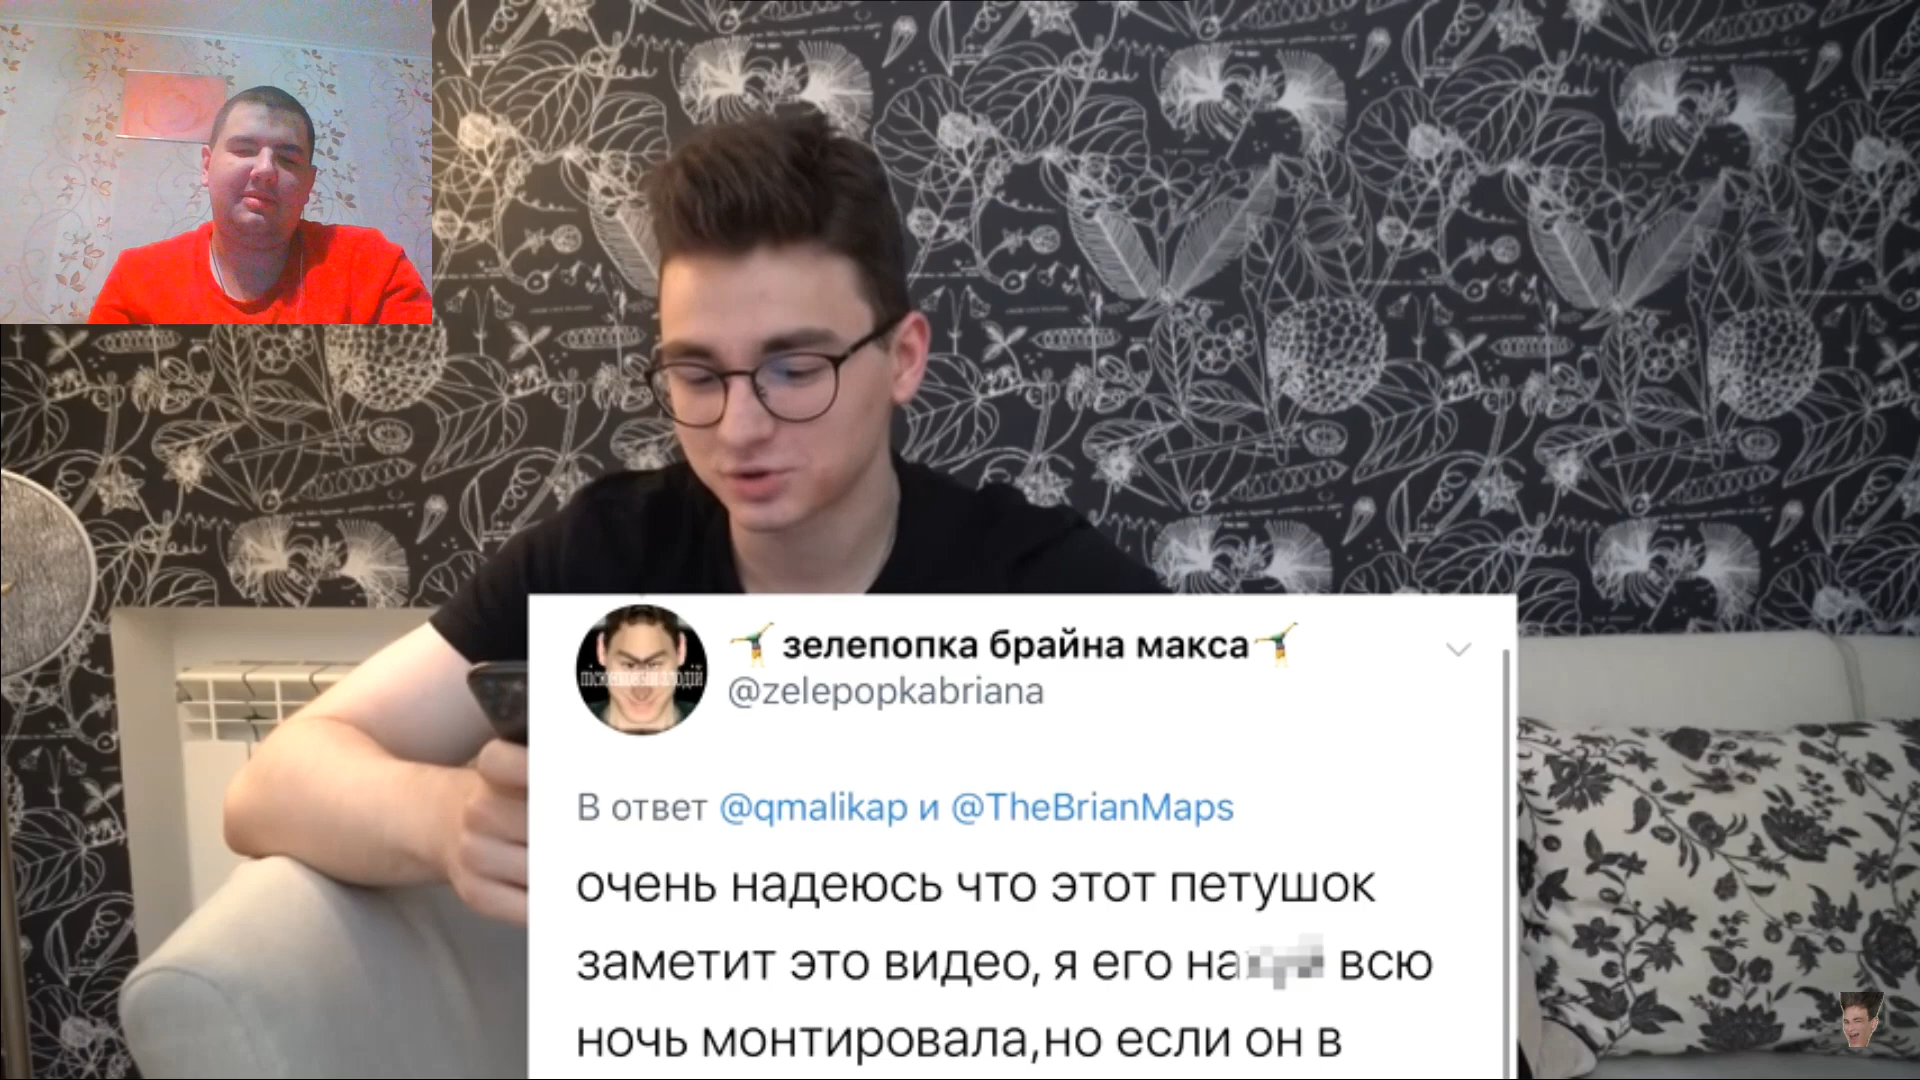 🤸 зелепопка брайна макса🤸
@zelepopkabriana
В ответ @qmalikap и @TheBrianMaps
очень надеюсь что этот петушок
заметит это видео, я его на всю
ночь монтировала,но если он в